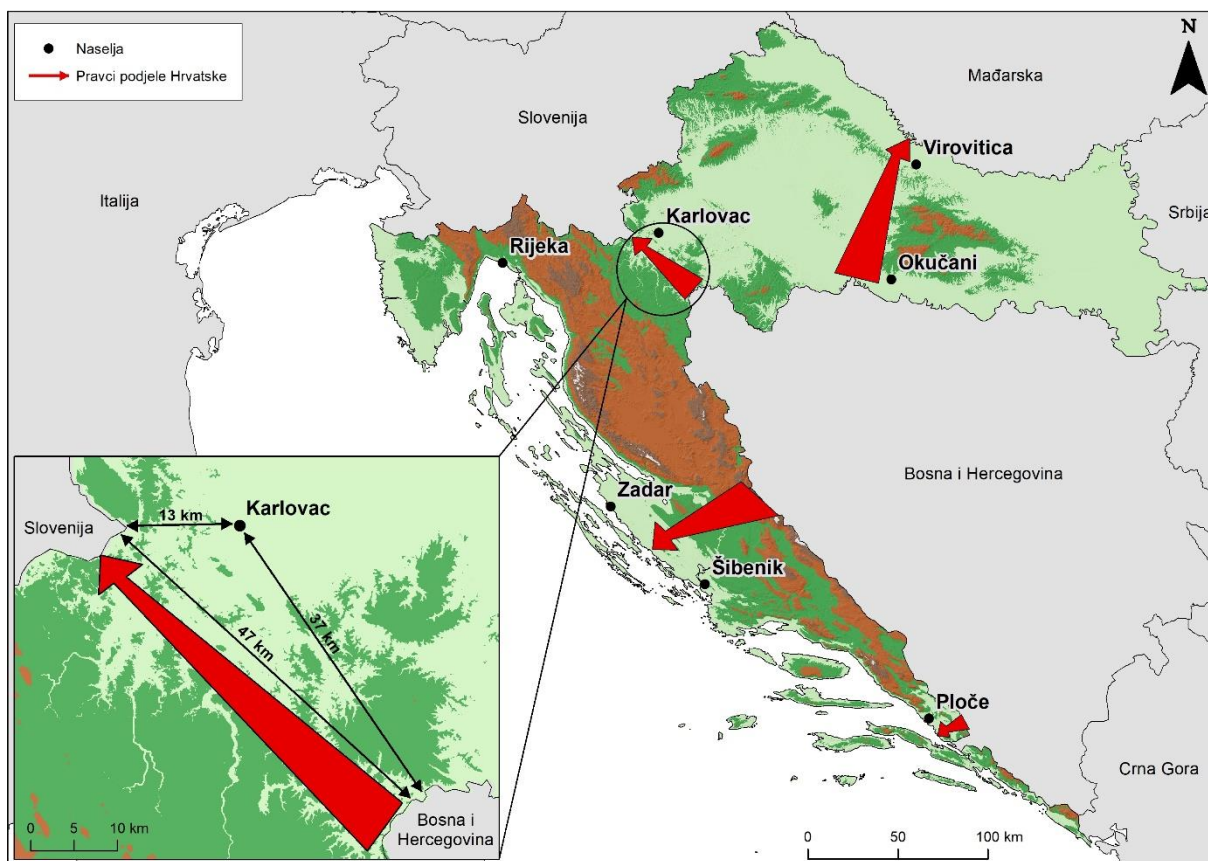 Naselja
Pravci podjele Hrvatske
N
Mađarska
Slovenija
Virovitica
Italija
Srbija
Karlovac
Rijeka
Okučani
Bosna i Hercegovina
Zadar
Šibenik
Ploče
Crna Gora
0 50 100 km
Karlovac
13 km
Slovenija
37 km
47 km
Bosna i
Hercegovina
0 5 10 km